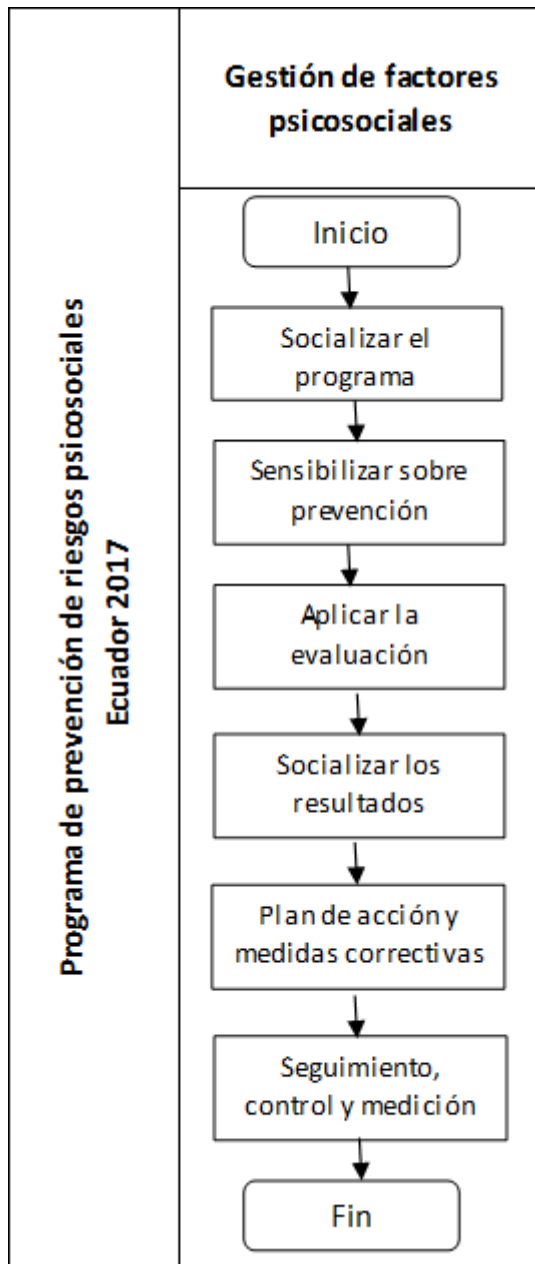 Programa de prevención de riesgos psicosociales
Ecuador 2017
Gestión de factores
psicosociales
Inicio
Socializar el
programa
Sensibilizar sobre
prevención
Aplicar la
evaluación
Socializar los
resultados
Plan de acción y
medidas correctivas
Seguimiento,
control y medición
Fin